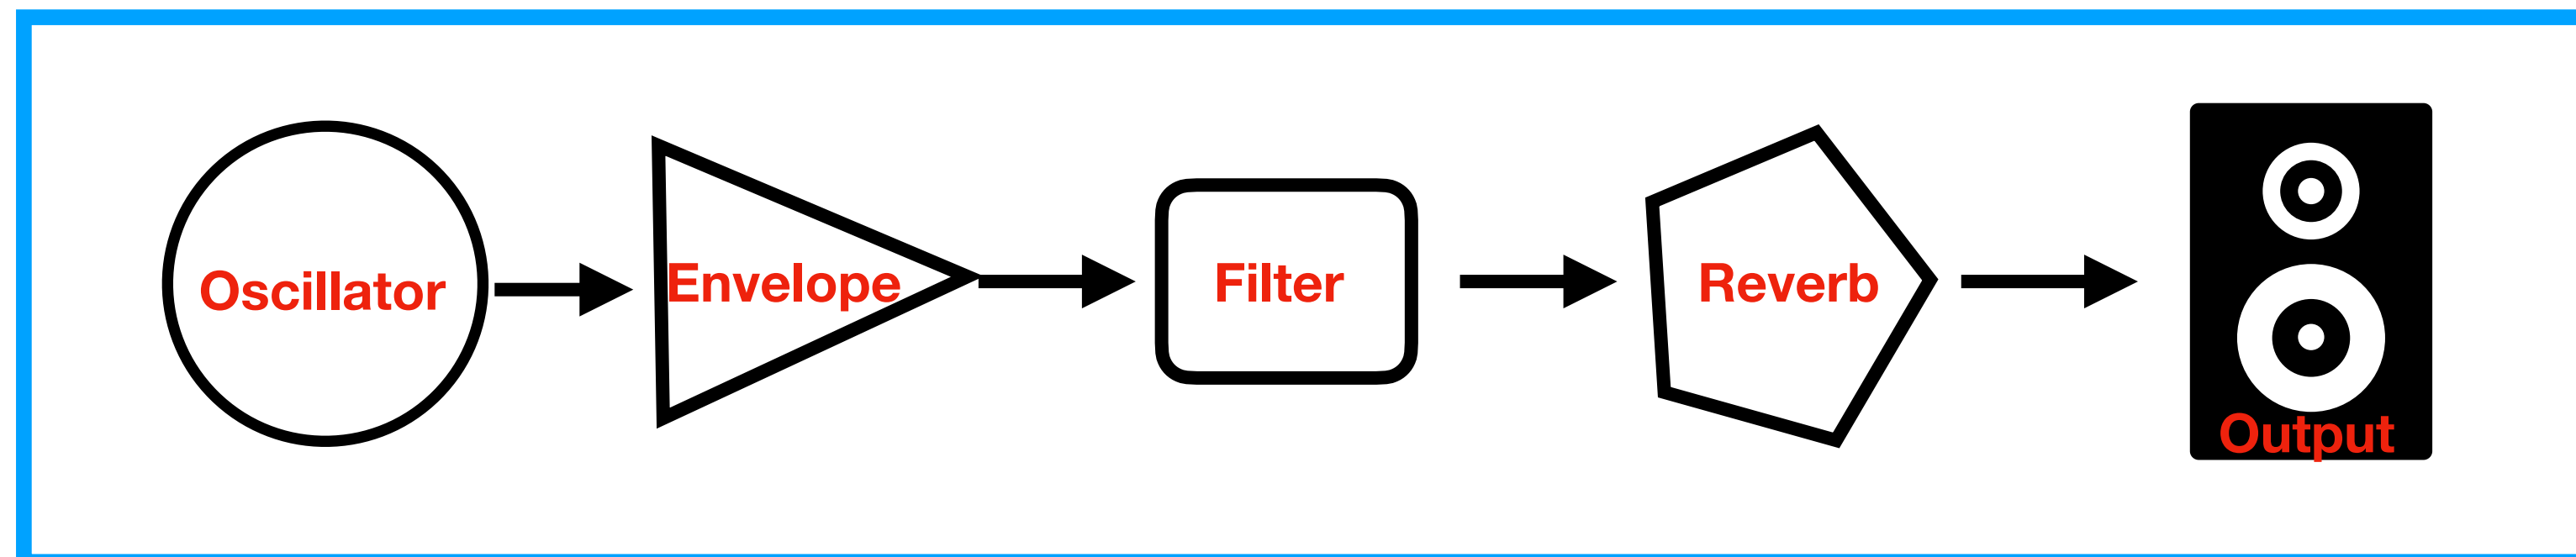 Oscillator
Envelope
Filter
Reverb
Output